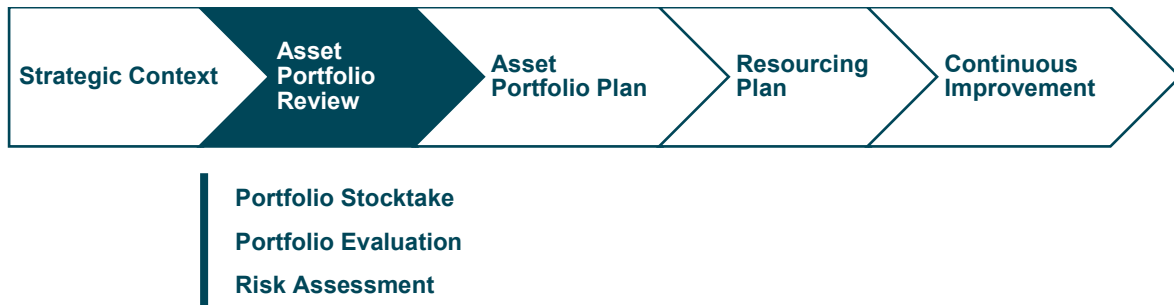 Strategic Context
Asset
Portfolio
Review
Asset
Portfolio Plan
Resourcing
Plan
Continuous
Improvement
Portfolio Stocktake
Portfolio Evaluation
Risk Assessment